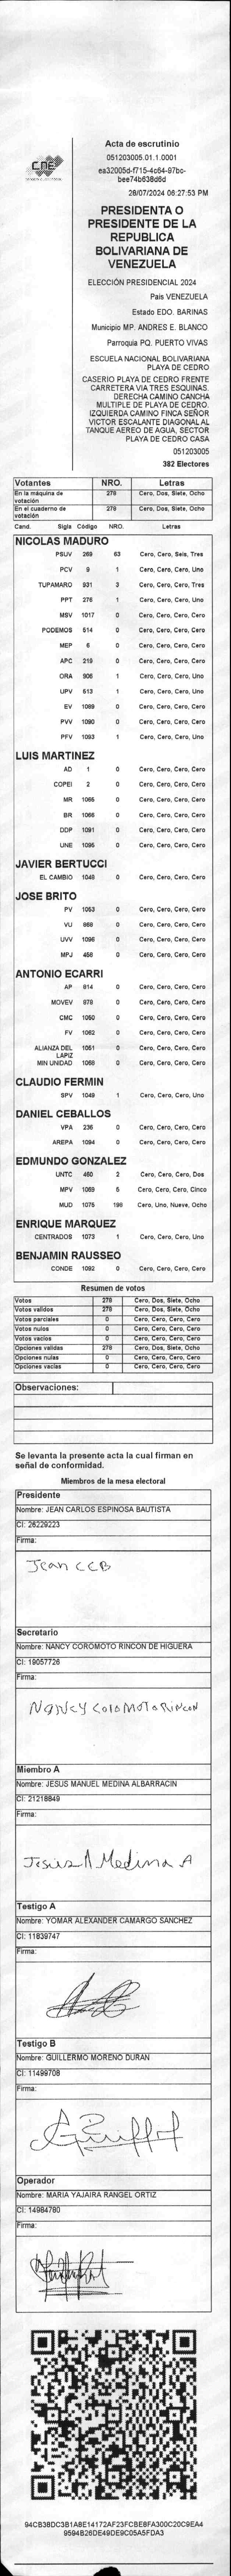 CNE
Acta de escrutinio
051203005.01.1.0001
ea32005d-f715-4c64-97bc-
bee74b638d6d
28/07/2024 06:27:53 PM
PRESIDENTA O
PRESIDENTE DE LA
REPUBLICA
BOLIVARIANA DE
VENEZUELA
ELECCIÓN PRESIDENCIAL 2024
País VENEZUELA
Estado EDO. BARINAS
Municipio MP. ANDRES E. BLANCO
Parroquia PQ. PUERTO VIVAS
ESCUELA NACIONAL BOLIVARIANA
PLAYA DE CEDRO
CASERIO PLAYA DE CEDRO FRENTE
CARRETERA VIA TRES ESQUINAS.
DERECHA CAMINO CANCHA
MULTIPLE DE PLAYA DE CEDRO.
IZQUIERDA CAMINO FINCA SEÑOR
VICTOR ESCALANTE DIAGONAL AL
TANQUE AEREO DE AGUA, SECTOR
PLAYA DE CEDRO CASA
051203005
382 Electores
Votantes NRO. Letras
En la máquina de votación 278 Cero, Dos, Siete, Ocho
En el cuaderno de votación 278 Cero, Dos, Siete, Ocho
Cand. Sigla Código NRO. Letras
NICOLAS MADURO
PSUV 269 63 Cero, Cero, Seis, Tres
PCV 9 1 Cero, Cero, Cero, Uno
TUPAMARO 931 3 Cero, Cero, Cero, Tres
PPT 276 1 Cero, Cero, Cero, Uno
MSV 1017 0 Cero, Cero, Cero, Cero
PODEMOS 514 0 Cero, Cero, Cero, Cero
MEP 6 0 Cero, Cero, Cero, Cero
APC 219 0 Cero, Cero, Cero, Cero
ORA 906 1 Cero, Cero, Cero, Uno
UPV 513 1 Cero, Cero, Cero, Uno
EV 1089 0 Cero, Cero, Cero, Cero
PVV 1090 0 Cero, Cero, Cero, Cero
PFV 1093 1 Cero, Cero, Cero, Uno
LUIS MARTINEZ
AD 1 0 Cero, Cero, Cero, Cero
COPEI 2 0 Cero, Cero, Cero, Cero
MR 1065 0 Cero, Cero, Cero, Cero
BR 1066 0 Cero, Cero, Cero, Cero
DDP 1091 0 Cero, Cero, Cero, Cero
UNE 1095 0 Cero, Cero, Cero, Cero
JAVIER BERTUCCI
EL CAMBIO 1048 0 Cero, Cero, Cero, Cero
JOSE BRITO
PV 1053 0 Cero, Cero, Cero, Cero
VU 868 0 Cero, Cero, Cero, Cero
UVV 1096 0 Cero, Cero, Cero, Cero
MPJ 458 0 Cero, Cero, Cero, Cero
ANTONIO ECARRI
AP 814 0 Cero, Cero, Cero, Cero
MOVEV 878 0 Cero, Cero, Cero, Cero
CMC 1050 0 Cero, Cero, Cero, Cero
FV 1062 0 Cero, Cero, Cero, Cero
ALIANZA DEL LAPIZ 1051 0 Cero, Cero, Cero, Cero
MIN UNIDAD 1068 0 Cero, Cero, Cero, Cero
CLAUDIO FERMIN
SPV 1049 1 Cero, Cero, Cero, Uno
DANIEL CEBALLOS
VPA 236 0 Cero, Cero, Cero, Cero
AREPA 1094 0 Cero, Cero, Cero, Cero
EDMUNDO GONZALEZ
UNTC 450 2 Cero, Cero, Cero, Dos
MPV 1069 5 Cero, Cero, Cero, Cinco
MUD 1075 198 Cero, Uno, Nueve, Ocho
ENRIQUE MARQUEZ
CENTRADOS 1073 1 Cero, Cero, Cero, Uno
BENJAMIN RAUSSEO
CONDE 1092 0 Cero, Cero, Cero, Cero
Resumen de votos
Votos 278 Cero, Dos, Siete, Ocho
Votos validos 278 Cero, Dos, Siete, Ocho
Votos parciales 0 Cero, Cero, Cero, Cero
Votos nulos 0 Cero, Cero, Cero, Cero
Votos vacios 0 Cero, Cero, Cero, Cero
Opciones validas 278 Cero, Dos, Siete, Ocho
Opciones nulas 0 Cero, Cero, Cero, Cero
Opciones vacias 0 Cero, Cero, Cero, Cero
Observaciones:
Se levanta la presente acta la cual firman en
señal de conformidad.
Miembros de la mesa electoral
Presidente
Nombre: JEAN CARLOS ESPINOSA BAUTISTA
CI: 26229223
Firma:
Jean CCB
Secretario
Nombre: NANCY COROMOTO RINCON DE HIGUERA
CI: 19057726
Firma:
NaNcY COROMOTO RiNCoN
Miembro A
Nombre: JESUS MANUEL MEDINA ALBARRACIN
CI: 21218849
Firma:
Jesús A Medina A
Testigo A
Nombre: YOMAR ALEXANDER CAMARGO SANCHEZ
CI: 11839747
Firma:
Testigo B
Nombre: GUILLERMO MORENO DURAN
CI: 11499708
Firma:
Operador
Nombre: MARIA YAJAIRA RANGEL ORTIZ
CI: 14984780
Firma:
94CB38DC3B1A8E14172AF23FCBE8FA300C20C9EA4
9594B26DE49DE9C05A5FDA3